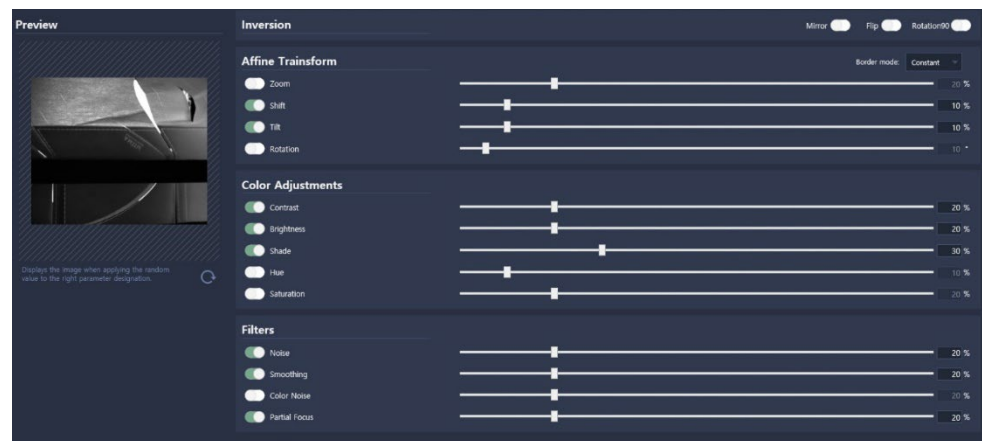 Preview
Displays the image when applying the random
value to the right parameter designation.
Inversion
Mirror Flip Rotation90
Affine Transform
Border mode: Constant
Zoom 20 %
Shift 10 %
Tilt 10 %
Rotation 10 °
Color Adjustments
Contrast 20 %
Brightness 20 %
Shade 30 %
Hue 10 %
Saturation 20 %
Filters
Noise 20 %
Smoothing 20 %
Color Noise 20 %
Partial Focus 20 %